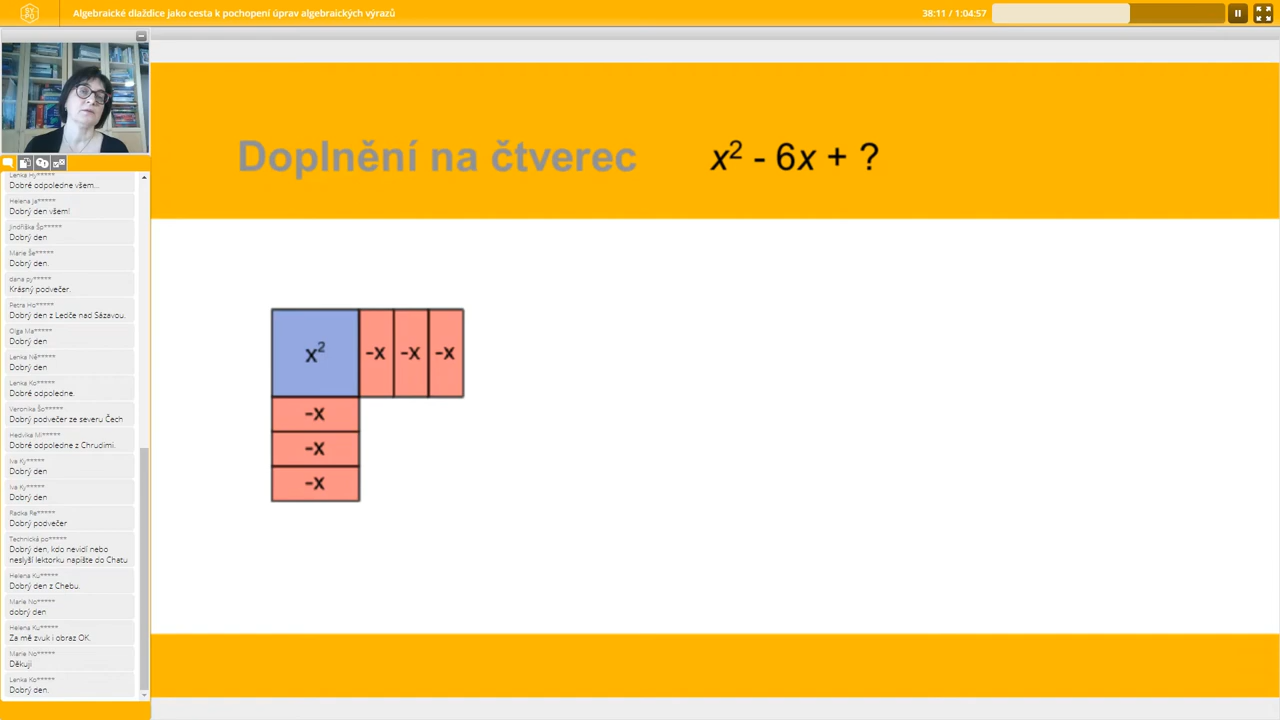 SYPO
Algebraické dlaždice jako cesta k pochopení úprav algebraických výrazů
38:11 / 1:04:57
Doplnění na čtverec
x² - 6x + ?
x² -x -x -x
-x
-x
-x
Lenka Hy*****
Dobré odpoledne všem...
Helena Ja*****
Dobrý den všem!
Jindřiška Šp*****
Dobrý den
Marie Še*****
Dobrý den.
dana py*****
Krásný podvečer.
Petra Ho*****
Dobrý den z Ledče nad Sázavou.
Olga Ma*****
Dobrý den
Lenka Ně*****
Dobrý den
Lenka Ko*****
Dobré odpoledne.
Veronika Šo*****
Dobrý podvečer ze severu Čech
Hedvika Mi*****
Dobré odpoledne z Chrudimi.
Iva Ky*****
Dobrý den
Iva Ky*****
Dobrý den
Radka Re*****
Dobrý podvečer
Technická po*****
Dobrý den, kdo nevidí nebo
neslyší lektorku napište do Chatu
Helena Ku*****
Dobrý den z Chebu.
Marie No*****
dobrý den
Helena Ku*****
Za mě zvuk i obraz OK.
Marie No*****
Děkuji
Lenka Ko*****
Dobrý den.